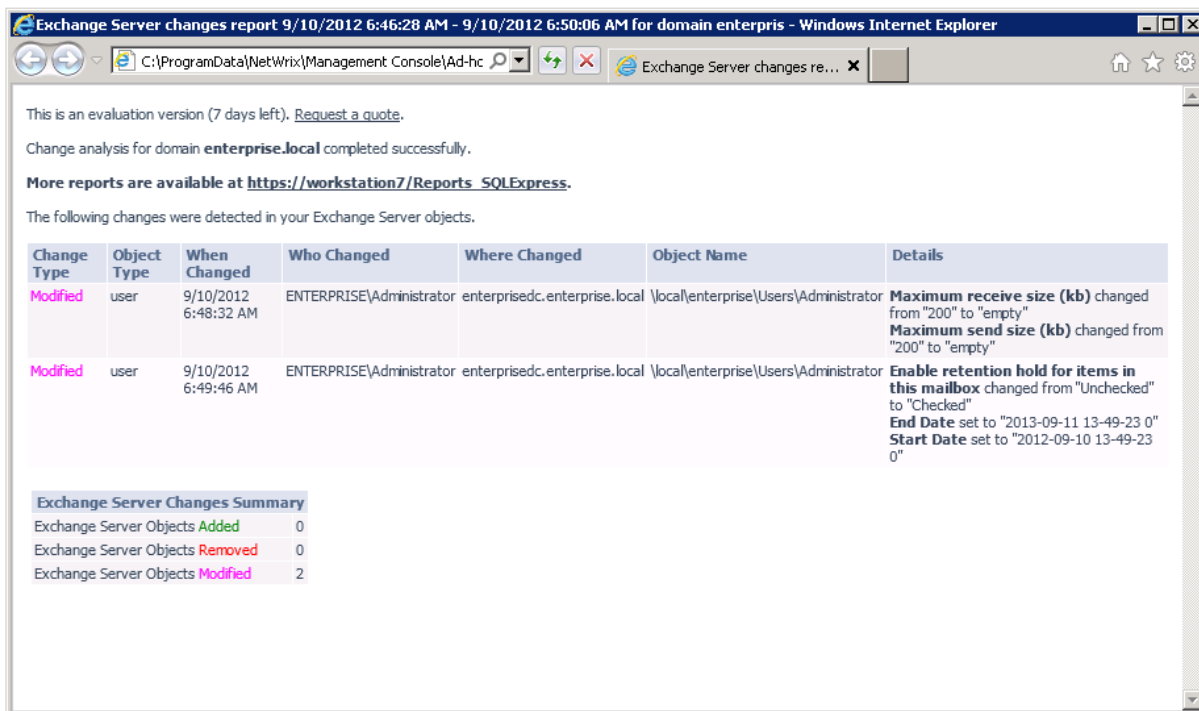 Exchange Server changes report 9/10/2012 6:46:28 AM - 9/10/2012 6:50:06 AM for domain enterpris - Windows Internet Explorer
C:\ProgramData\NetWrix\Management Console\Ad-hc
Exchange Server changes re...
This is an evaluation version (7 days left). Request a quote.
Change analysis for domain enterprise.local completed successfully.
More reports are available at https://workstation7/Reports_SQLExpress.
The following changes were detected in your Exchange Server objects.
Change Type Object Type When Changed Who Changed Where Changed Object Name Details
Modified user 9/10/2012 ENTERPRISE\Administrator enterprisedc.enterprise.local \local\enterprise\Users\Administrator Maximum receive size (kb) changed
6:48:32 AM from "200" to "empty"
Maximum send size (kb) changed from
"200" to "empty"
Modified user 9/10/2012 ENTERPRISE\Administrator enterprisedc.enterprise.local \local\enterprise\Users\Administrator Enable retention hold for items in
6:49:46 AM this mailbox changed from "Unchecked"
to "Checked"
End Date set to "2013-09-11 13-49-23 0"
Start Date set to "2012-09-10 13-49-23
0"
Exchange Server Changes Summary
Exchange Server Objects Added 0
Exchange Server Objects Removed 0
Exchange Server Objects Modified 2